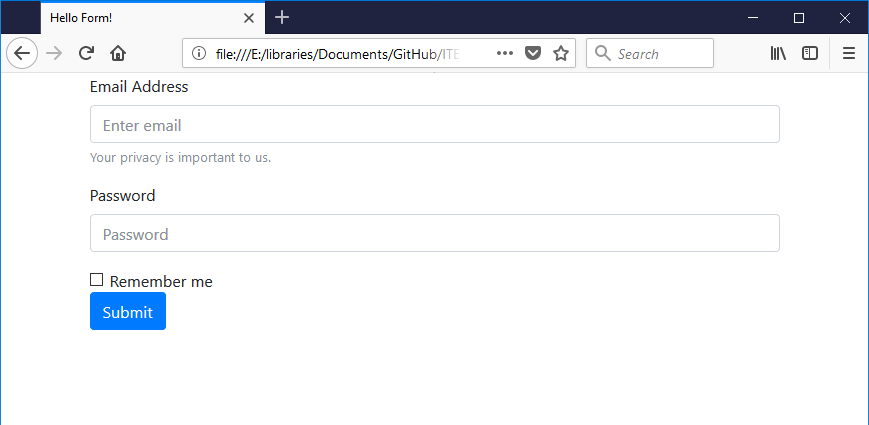 Hello Form!
file:///E:/libraries/Documents/GitHub/ITE
Search
Email Address
Enter email
Your privacy is important to us.
Password
Password
Remember me
Submit